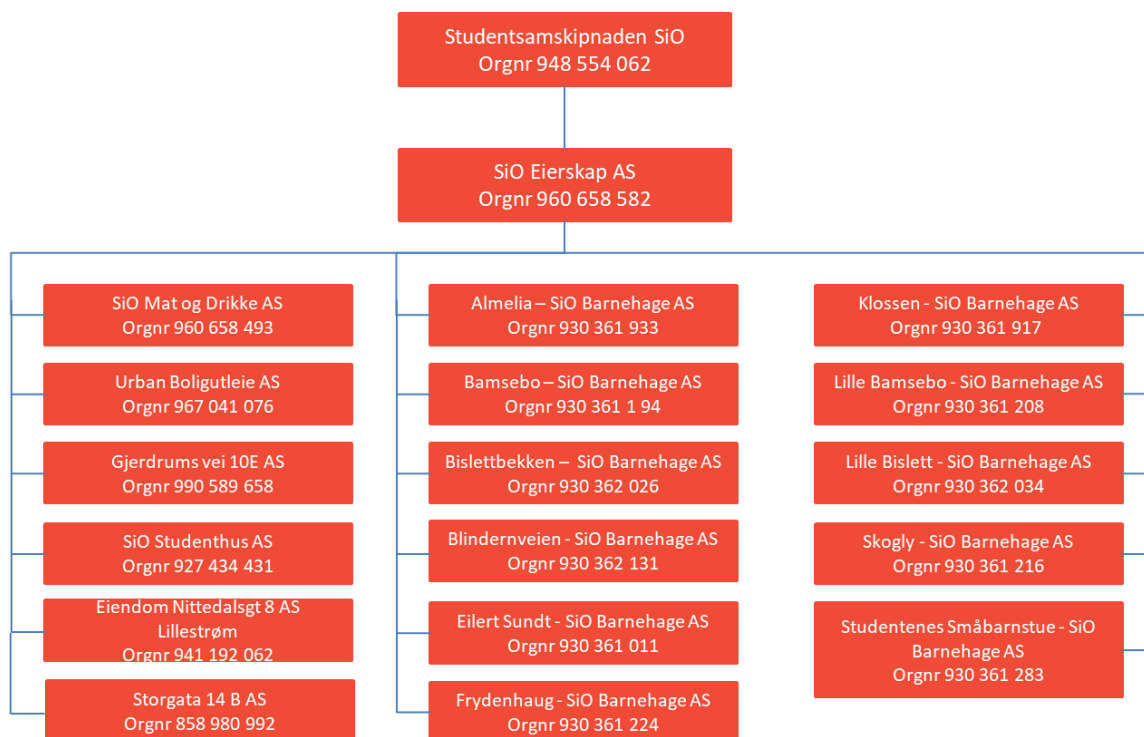 Studentsamskipnaden SiO
Orgnr 948 554 062
SiO Eierskap AS
Orgnr 960 658 582
SiO Mat og Drikke AS
Orgnr 960 658 493
Urban Boligutleie AS
Orgnr 967 041 076
Gjerdrums vei 10E AS
Orgnr 990 589 658
SiO Studenthus AS
Orgnr 927 434 431
Eiendom Nittedalsgt 8 AS
Lillestrøm
Orgnr 941 192 062
Storgata 14 B AS
Orgnr 858 980 992
Almelia – SiO Barnehage AS
Orgnr 930 361 933
Bamsebo – SiO Barnehage AS
Orgnr 930 361 1 94
Bislettbekken – SiO Barnehage AS
Orgnr 930 362 026
Blindernveien - SiO Barnehage AS
Orgnr 930 362 131
Eilert Sundt - SiO Barnehage AS
Orgnr 930 361 011
Frydenhaug - SiO Barnehage AS
Orgnr 930 361 224
Klossen - SiO Barnehage AS
Orgnr 930 361 917
Lille Bamsebo - SiO Barnehage AS
Orgnr 930 361 208
Lille Bislett - SiO Barnehage AS
Orgnr 930 362 034
Skogly - SiO Barnehage AS
Orgnr 930 361 216
Studentenes Småbarnstue - SiO
Barnehage AS
Orgnr 930 361 283